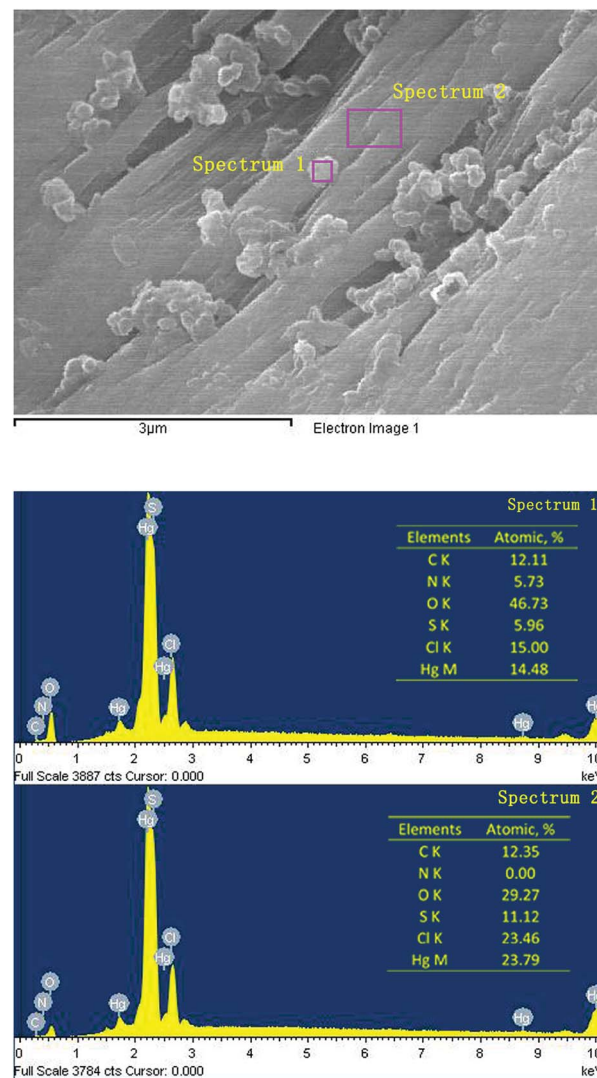 Spectrum 2
Spectrum 1
3µm Electron Image 1
Spectrum 1
Elements Atomic, %
C K 12.11
N K 5.73
O K 46.73
S K 5.96
Cl K 15.00
Hg M 14.48
S
Hg
Cl
Hg
O
N
Hg
C
Hg
0 1 2 3 4 5 6 7 8 9 10
Full Scale 3887 cts Cursor: 0.000 keV
Spectrum 2
Elements Atomic, %
C K 12.35
N K 0.00
O K 29.27
S K 11.12
Cl K 23.46
Hg M 23.79
S
Hg
Cl
Hg
O
N
Hg
C
Hg
0 1 2 3 4 5 6 7 8 9 10
Full Scale 3784 cts Cursor: 0.000 keV